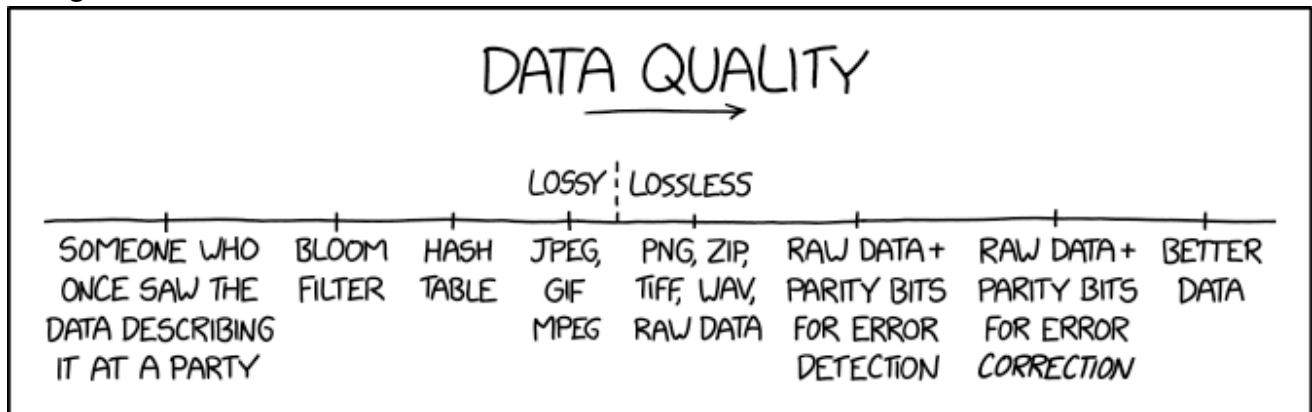 DATA QUALITY
LOSSY LOSSLESS
SOMEONE WHO
ONCE SAW THE
DATA DESCRIBING
IT AT A PARTY
BLOOM
FILTER
HASH
TABLE
JPEG,
GIF
MPEG
PNG, ZIP,
TIFF, WAV,
RAW DATA
RAW DATA +
PARITY BITS
FOR ERROR
DETECTION
RAW DATA +
PARITY BITS
FOR ERROR
CORRECTION
BETTER
DATA